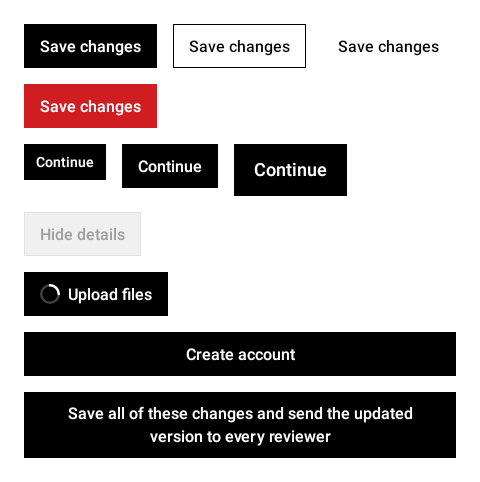 Save changes Save changes Save changes
Save changes
Continue Continue Continue
Hide details
Upload files
Create account
Save all of these changes and send the updated
version to every reviewer